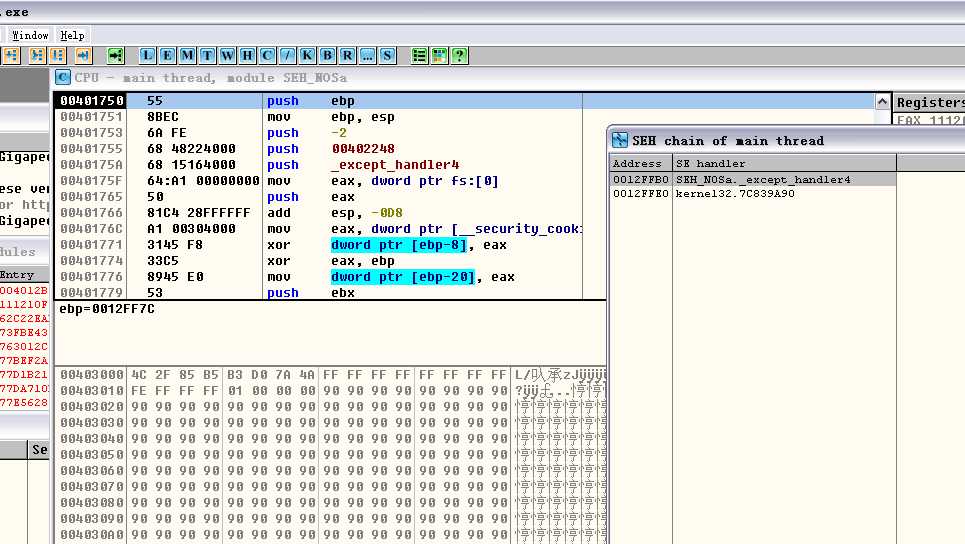 .exe
Window Help
L E M T W H C / K B R ... S ?
C CPU - main thread, module SEH_NOSa
00401750 55 push ebp
00401751 8BEC mov ebp, esp
00401753 6A FE push -2
00401755 68 48224000 push 00402248
0040175A 68 15164000 push _except_handler4
0040175F 64:A1 00000000 mov eax, dword ptr fs:[0]
00401765 50 push eax
00401766 81C4 28FFFFFF add esp, -0D8
0040176C A1 00304000 mov eax, dword ptr [__security_cooki
00401771 3145 F8 xor dword ptr [ebp-8], eax
00401774 33C5 xor eax, ebp
00401776 8945 E0 mov dword ptr [ebp-20], eax
00401779 53 push ebx
ebp=0012FF7C
Registers
EAX 11120
SEH chain of main thread
Address SE handler
0012FFB0 SEH_NOSa._except_handler4
0012FFE0 kernel32.7C839A90
Gigaped
ese ver
or http
Gigaped
dules
Entry
004012B
111210F
62C22EA
73FBE43
763012C
77BEF2A
77D1B21
77DA710
77E5628
Se
00403000 4C 2F 85 B5 B3 D0 7A 4A FF FF FF FF FF FF FF FF
00403010 FE FF FF FF 01 00 00 00 90 90 90 90 90 90 90 90
00403020 90 90 90 90 90 90 90 90 90 90 90 90 90 90 90 90
00403030 90 90 90 90 90 90 90 90 90 90 90 90 90 90 90 90
00403040 90 90 90 90 90 90 90 90 90 90 90 90 90 90 90 90
00403050 90 90 90 90 90 90 90 90 90 90 90 90 90 90 90 90
00403060 90 90 90 90 90 90 90 90 90 90 90 90 90 90 90 90
00403070 90 90 90 90 90 90 90 90 90 90 90 90 90 90 90 90
00403080 90 90 90 90 90 90 90 90 90 90 90 90 90 90 90 90
00403090 90 90 90 90 90 90 90 90 90 90 90 90 90 90 90 90
004030A0 90 90 90 90 90 90 90 90 90 90 90 90 90 90 90 90